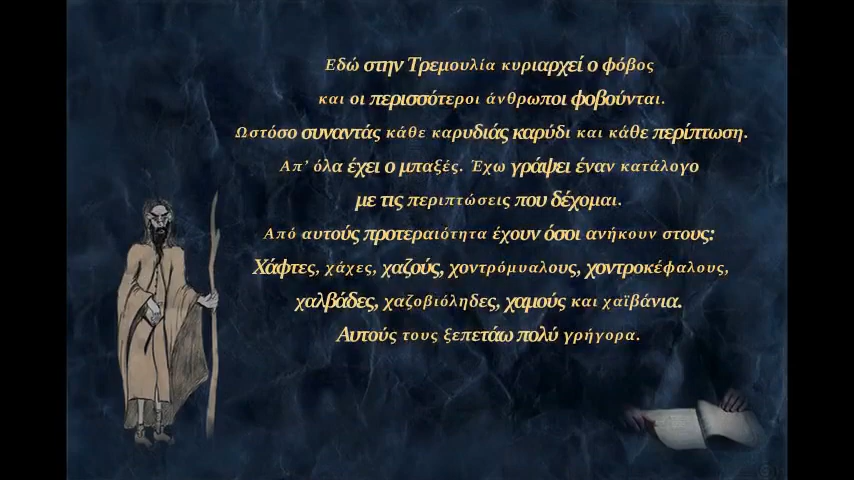 Εδώ στην Τρεμουλία κυριαρχεί ο φόβος
και οι περισσότεροι άνθρωποι φοβούνται.
Ωστόσο συναντάς κάθε καρυδιάς καρύδι και κάθε περίπτωση.
Απ’ όλα έχει ο μπαξές. Έχω γράψει έναν κατάλογο
με τις περιπτώσεις που δέχομαι.
Από αυτούς προτεραιότητα έχουν όσοι ανήκουν στους:
Χάφτες, χάχες, χαζούς, χοντρόμυαλους, χοντροκέφαλους,
χαλβάδες, χαζοβιόληδες, χαμούς και χαϊβάνια.
Αυτούς τους ξεπετάω πολύ γρήγορα.